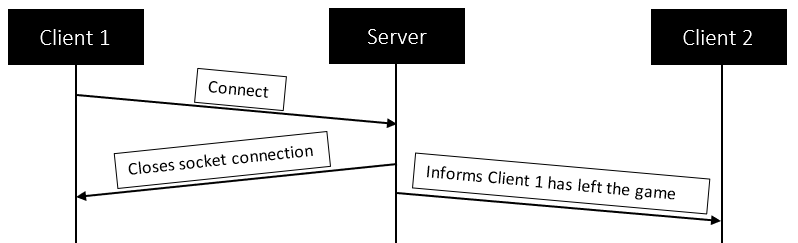 Client 1
Server
Client 2
Connect
Closes socket connection
Informs Client 1 has left the game